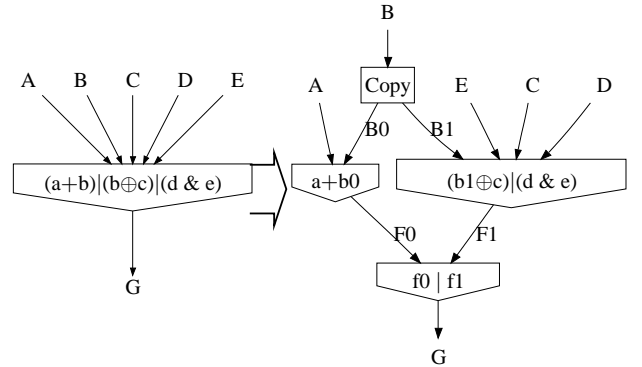 B
A B C D E
A
Copy
E C D
B0 B1
(a+b)|(b⊕c)|(d & e)
a+b0
(b1⊕c)|(d & e)
F0 F1
G
f0 | f1
G